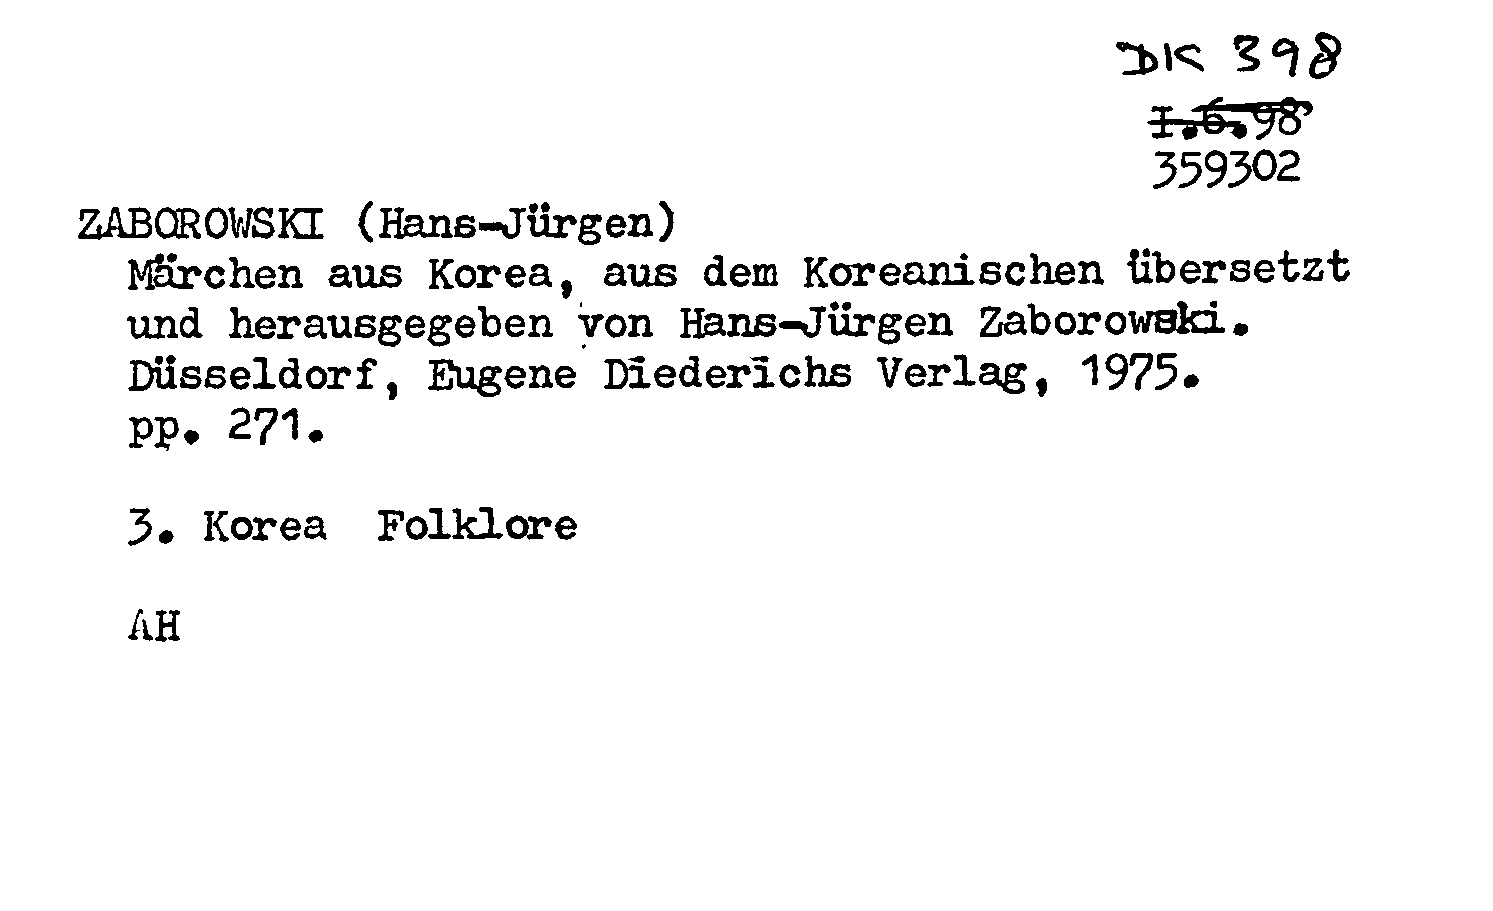 DK 398
I.6.98
359302
ZABOROWSKI (Hans-Jürgen)
Märchen aus Korea, aus dem Koreanischen übersetzt
und herausgegeben von Hans-Jürgen Zaborowski.
Düsseldorf, Eugene Diederichs Verlag, 1975.
pp. 271.
3. Korea Folklore
AH